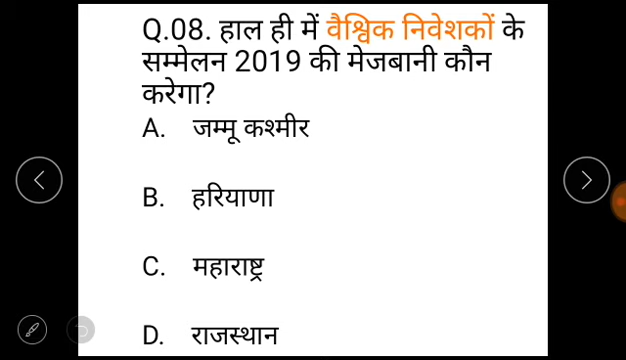 Q.08. हाल ही में वैश्विक निवेशकों के
सम्मेलन 2019 की मेजबानी कौन
करेगा?
A. जम्मू कश्मीर
B. हरियाणा
C. महाराष्ट्र
D. राजस्थान